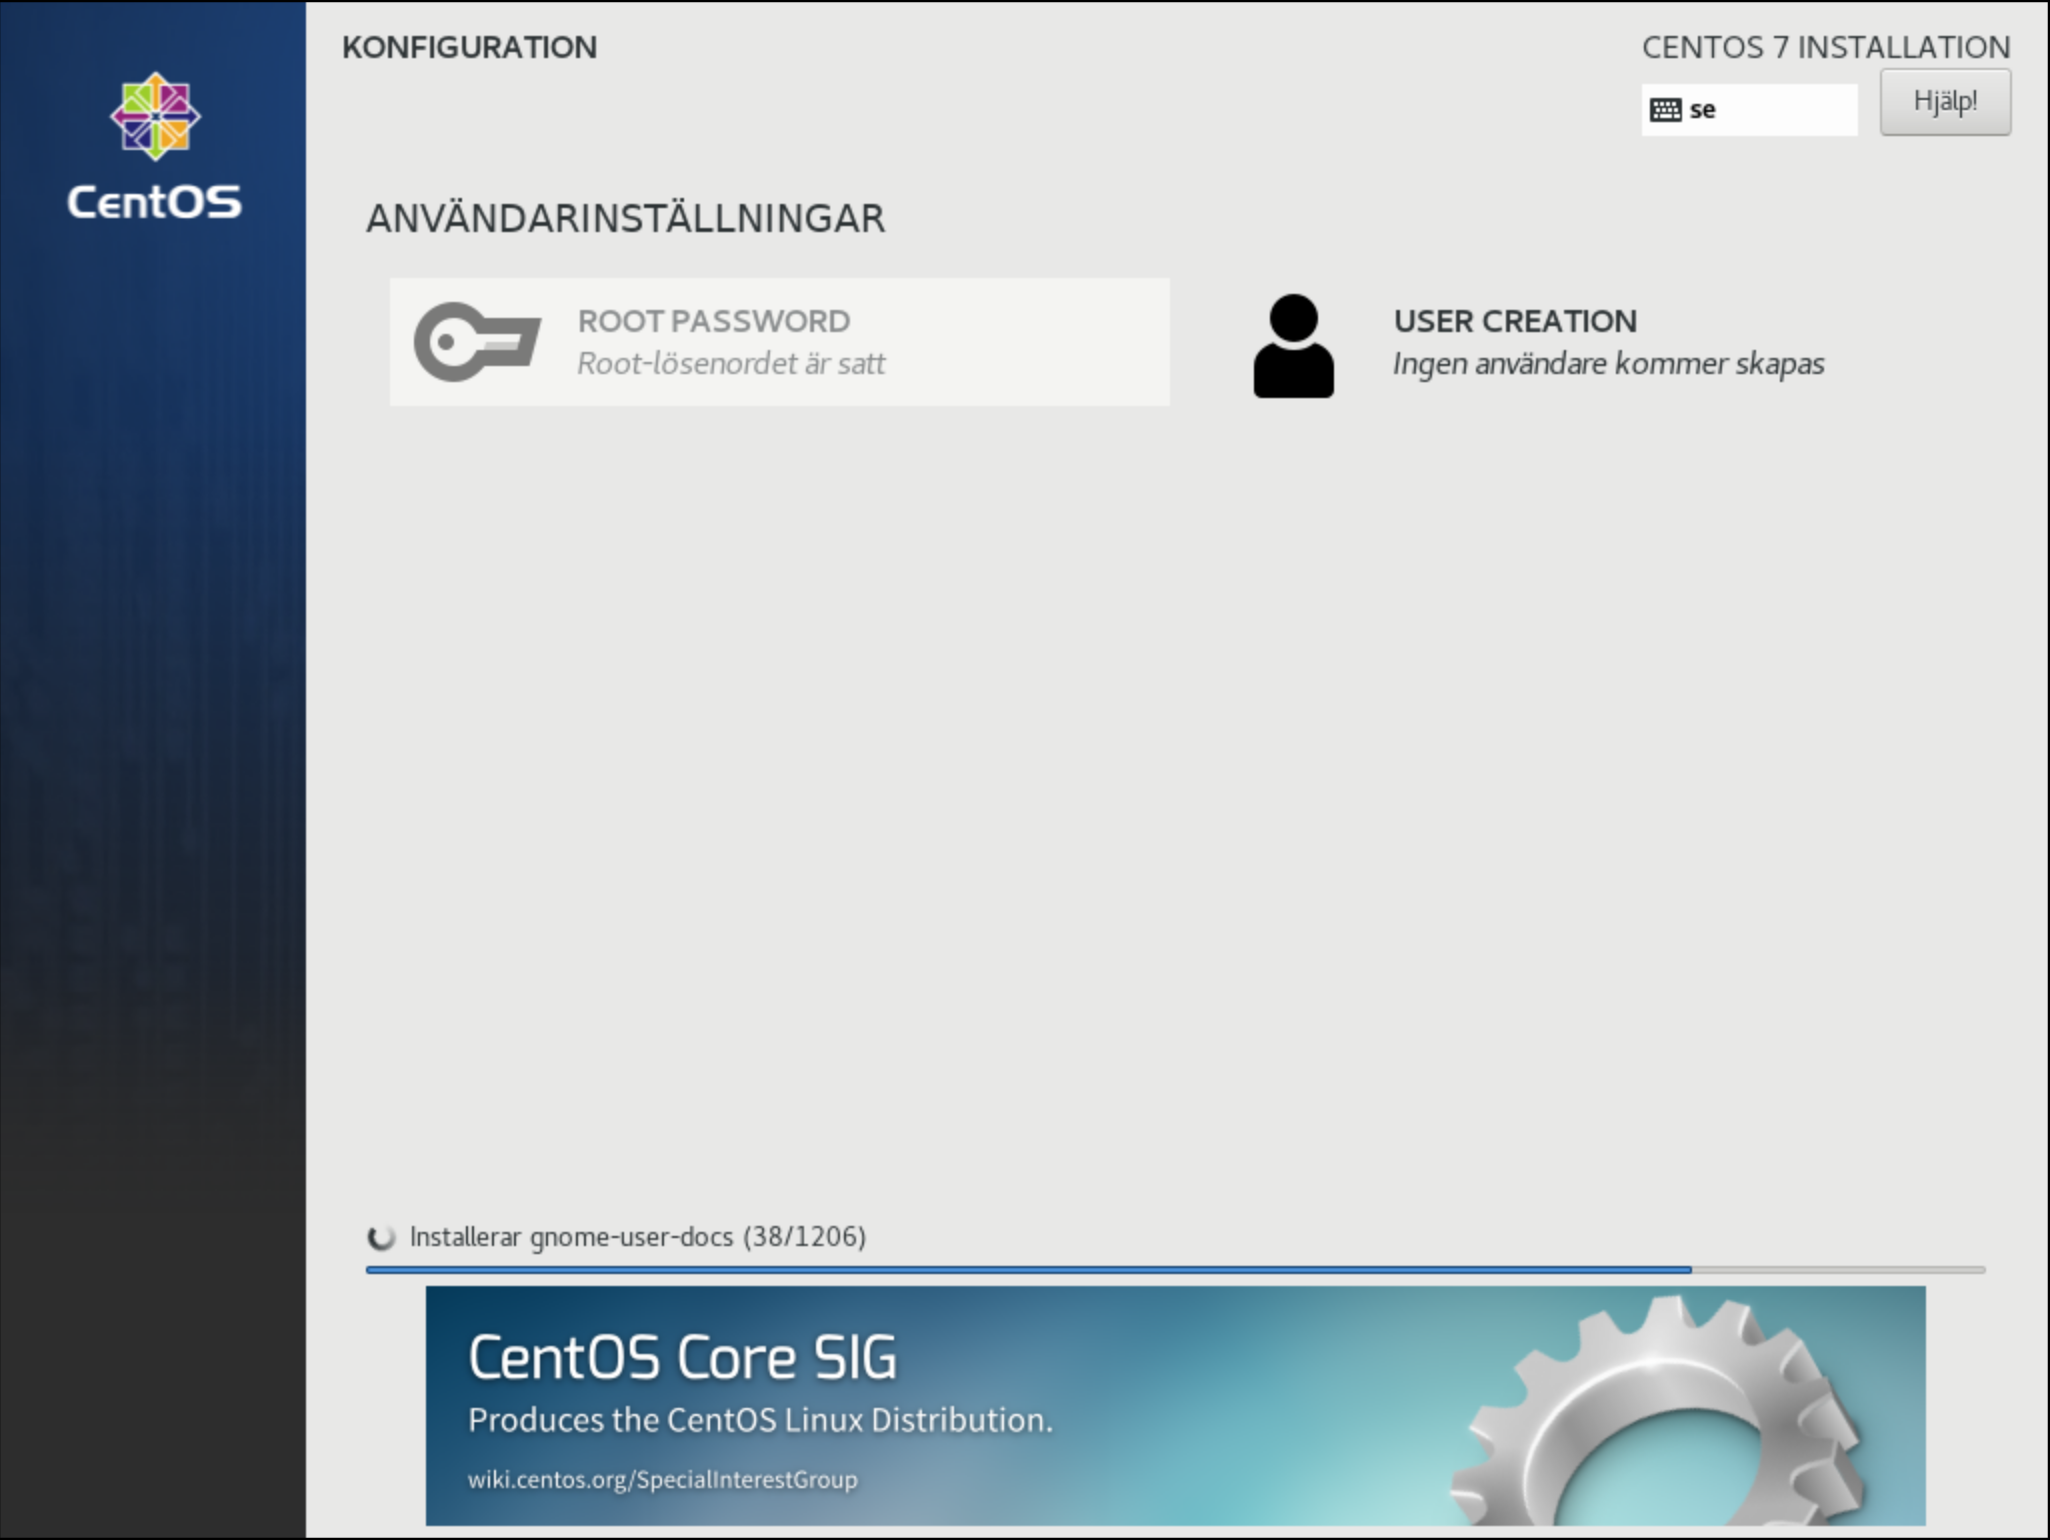 CentOS
KONFIGURATION
CENTOS 7 INSTALLATION
se
Hjälp!
ANVÄNDARINSTÄLLNINGAR
ROOT PASSWORD
Root-lösenordet är satt
USER CREATION
Ingen användare kommer skapas
Installerar gnome-user-docs (38/1206)
CentOS Core SIG
Produces the CentOS Linux Distribution.
wiki.centos.org/SpecialInterestGroup